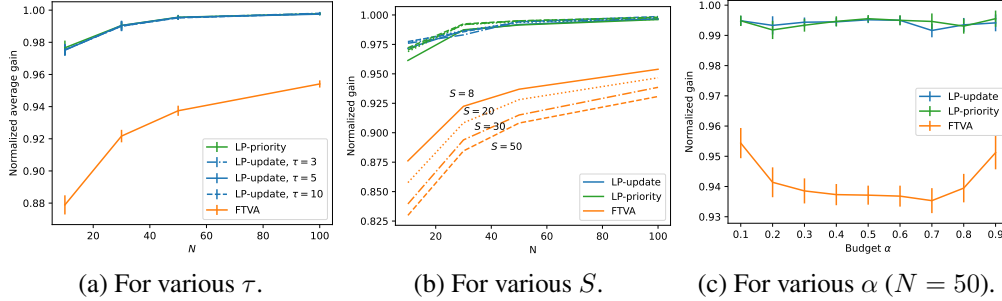 Normalized average gain
1.00
0.98
0.96
0.94
0.92
0.90
0.88
20
40
60
80
100
N
LP-priority
LP-update, τ = 3
LP-update, τ = 5
LP-update, τ = 10
FTVA
(a) For various τ.
Normalized gain
1.000
0.975
0.950
0.925
0.900
0.875
0.850
0.825
20
40
60
80
100
N
S = 8
S = 20
S = 30
S = 50
LP-update
LP-priority
FTVA
(b) For various S.
Normalized gain
1.00
0.99
0.98
0.97
0.96
0.95
0.94
0.93
0.1
0.2
0.3
0.4
0.5
0.6
0.7
0.8
0.9
Budget α
LP-update
LP-priority
FTVA
(c) For various α (N = 50).